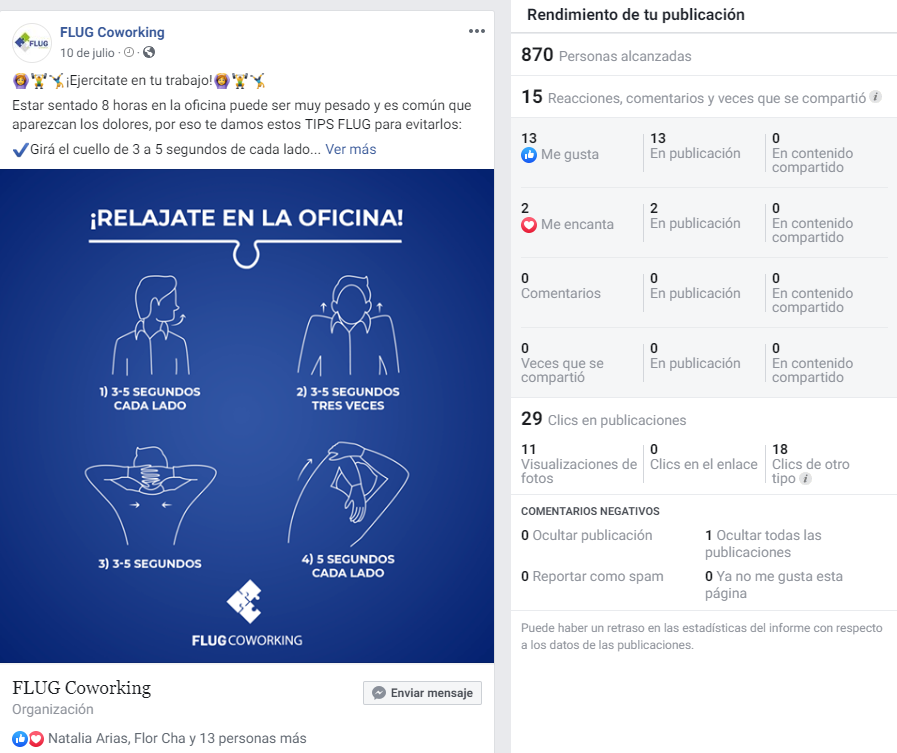 FLUG Coworking
10 de julio
¡Ejercitate en tu trabajo!
Estar sentado 8 horas en la oficina puede ser muy pesado y es común que
aparezcan los dolores, por eso te damos estos TIPS FLUG para evitarlos:
Girá el cuello de 3 a 5 segundos de cada lado... Ver más
FLUG
¡RELAJATE EN LA OFICINA!
1) 3-5 SEGUNDOS
CADA LADO
2) 3-5 SEGUNDOS
TRES VECES
3) 3-5 SEGUNDOS
4) 5 SEGUNDOS
CADA LADO
FLUGCOWORKING
FLUG Coworking
Organización
Enviar mensaje
Natalia Arias, Flor Cha y 13 personas más
Rendimiento de tu publicación
870 Personas alcanzadas
15 Reacciones, comentarios y veces que se compartió
13
Me gusta
13
En publicación
0
En contenido
compartido
2
Me encanta
2
En publicación
0
En contenido
compartido
0
Comentarios
0
En publicación
0
En contenido
compartido
0
Veces que se
compartió
0
En publicación
0
En contenido
compartido
29 Clics en publicaciones
11
Visualizaciones de
fotos
0
Clics en el enlace
18
Clics de otro
tipo
COMENTARIOS NEGATIVOS
0 Ocultar publicación
1 Ocultar todas las
publicaciones
0 Reportar como spam
0 Ya no me gusta esta
página
Puede haber un retraso en las estadísticas del informe con respecto
a los datos de las publicaciones.